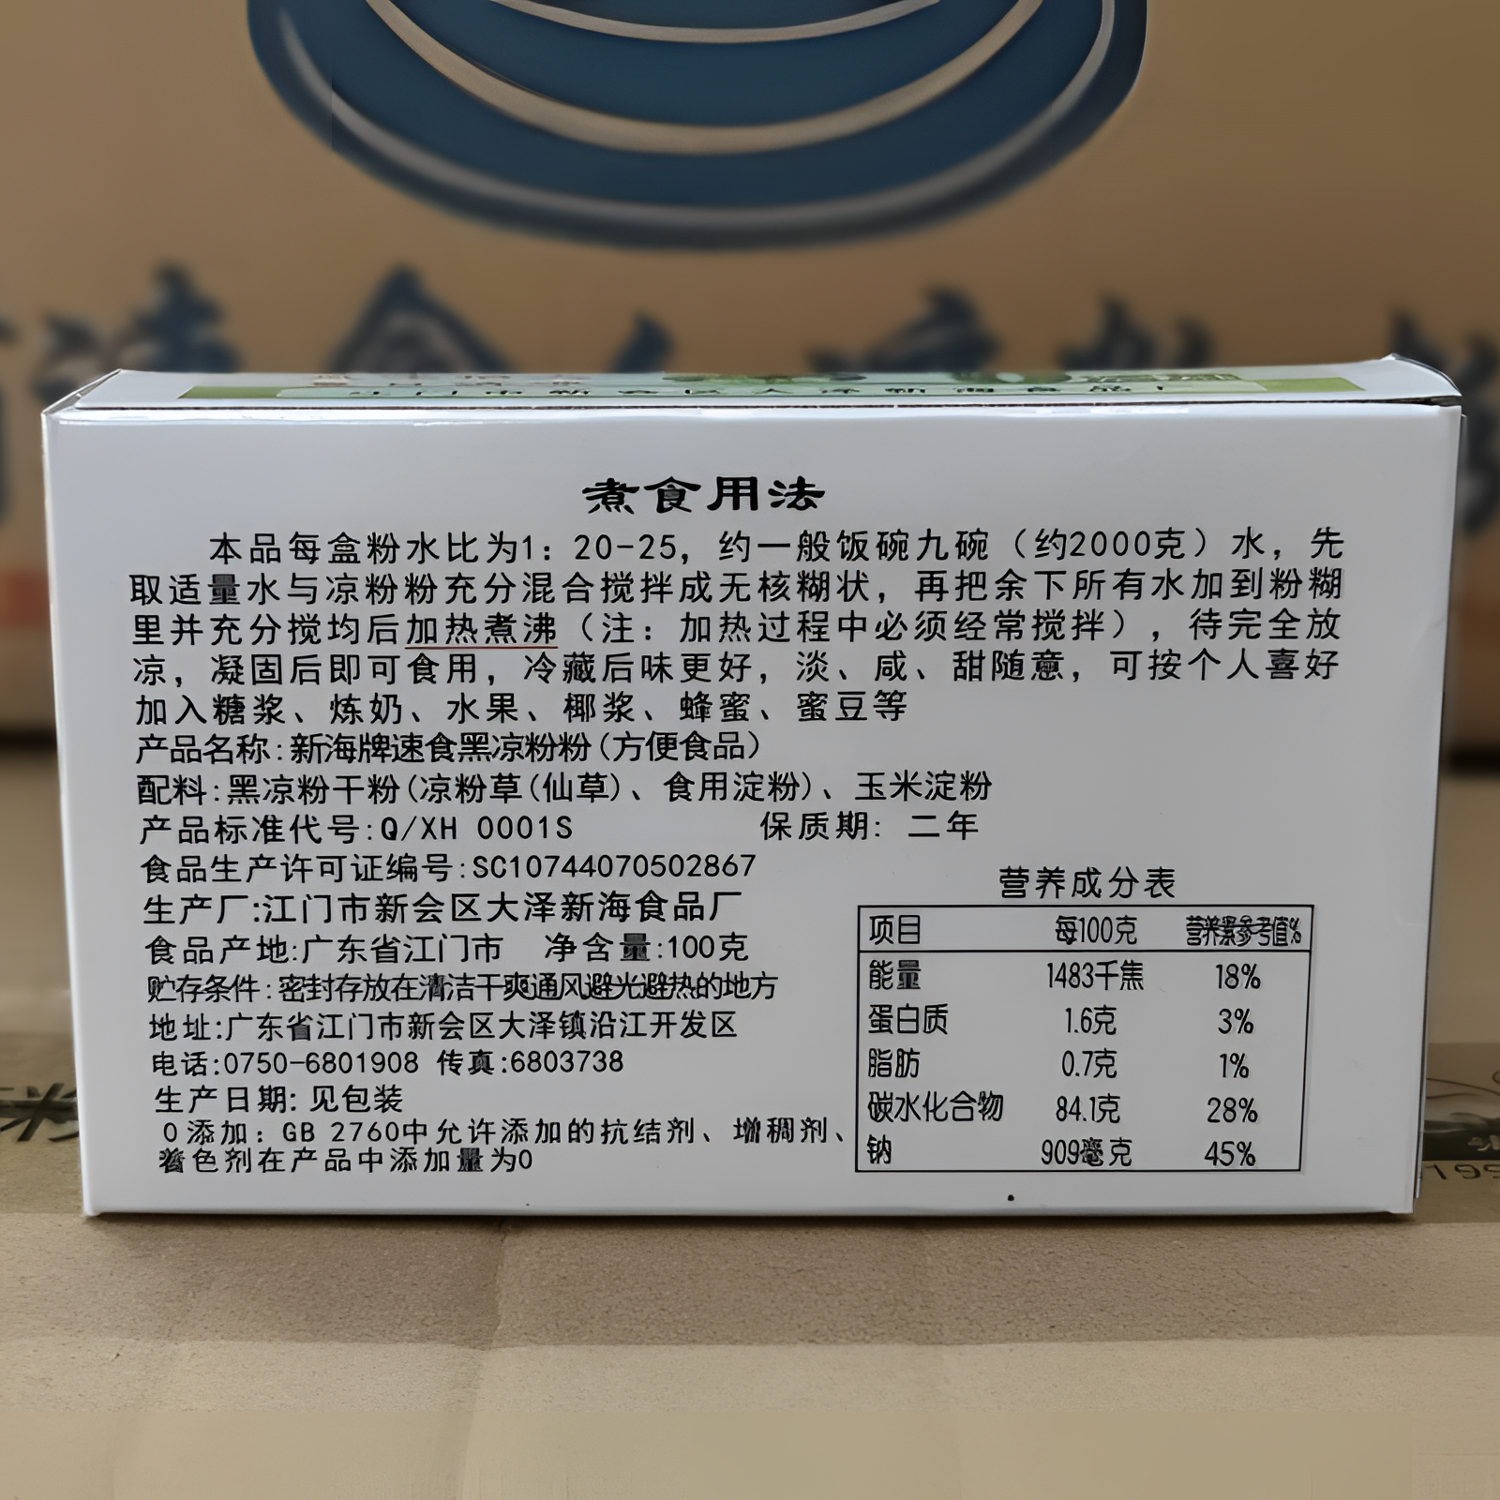 江门市新会区大泽新海食品厂
煮食用法
本品每盒粉水比为1：20-25，约一般饭碗九碗（约2000克）水，先
取适量水与凉粉粉充分混合搅拌成无核糊状，再把余下所有水加到粉糊
里并充分搅均后加热煮沸（注：加热过程中必须经常搅拌），待完全放
凉，凝固后即可食用，冷藏后味更好，淡、咸、甜随意，可按个人喜好
加入糖浆、炼奶、水果、椰浆、蜂蜜、蜜豆等
产品名称:新海牌速食黑凉粉粉(方便食品)
配料:黑凉粉干粉(凉粉草(仙草)、食用淀粉)、玉米淀粉
产品标准代号:Q/XH 0001S 保质期: 二年
食品生产许可证编号:SC10744070502867
生产厂:江门市新会区大泽新海食品厂
食品产地:广东省江门市 净含量:100克
贮存条件:密封存放在清洁干爽通风避光避热的地方
地址:广东省江门市新会区大泽镇沿江开发区
电话:0750-6801908 传真:6803738
生产日期: 见包装
0添加：GB 2760中允许添加的抗结剂、增稠剂、
着色剂在产品中添加量为0
营养成分表
项目 每100克 营养素参考值%
能量 1483千焦 18%
蛋白质 1.6克 3%
脂肪 0.7克 1%
碳水化合物 84.1克 28%
钠 909毫克 45%